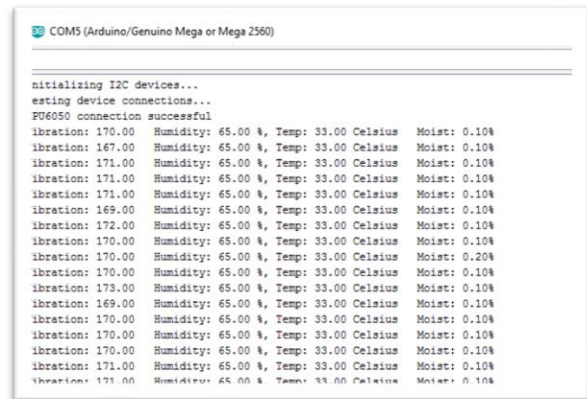 COM5 (Arduino/Genuino Mega or Mega 2560)
nitializing I2C devices...
esting device connections...
PU6050 connection successful
ibration: 170.00 Humidity: 65.00 %, Temp: 33.00 Celsius Moist: 0.10%
ibration: 167.00 Humidity: 65.00 %, Temp: 33.00 Celsius Moist: 0.10%
ibration: 171.00 Humidity: 65.00 %, Temp: 33.00 Celsius Moist: 0.10%
ibration: 171.00 Humidity: 65.00 %, Temp: 33.00 Celsius Moist: 0.10%
ibration: 171.00 Humidity: 65.00 %, Temp: 33.00 Celsius Moist: 0.10%
ibration: 169.00 Humidity: 65.00 %, Temp: 33.00 Celsius Moist: 0.10%
ibration: 172.00 Humidity: 65.00 %, Temp: 33.00 Celsius Moist: 0.10%
ibration: 170.00 Humidity: 65.00 %, Temp: 33.00 Celsius Moist: 0.10%
ibration: 170.00 Humidity: 65.00 %, Temp: 33.00 Celsius Moist: 0.20%
ibration: 170.00 Humidity: 65.00 %, Temp: 33.00 Celsius Moist: 0.10%
ibration: 173.00 Humidity: 65.00 %, Temp: 33.00 Celsius Moist: 0.10%
ibration: 169.00 Humidity: 65.00 %, Temp: 33.00 Celsius Moist: 0.10%
ibration: 170.00 Humidity: 65.00 %, Temp: 33.00 Celsius Moist: 0.10%
ibration: 170.00 Humidity: 65.00 %, Temp: 33.00 Celsius Moist: 0.10%
ibration: 170.00 Humidity: 65.00 %, Temp: 33.00 Celsius Moist: 0.10%
ibration: 171.00 Humidity: 65.00 %, Temp: 33.00 Celsius Moist: 0.10%
ibration: 171.00 Humidity: 65.00 %, Temp: 33.00 Celsius Moist: 0.10%